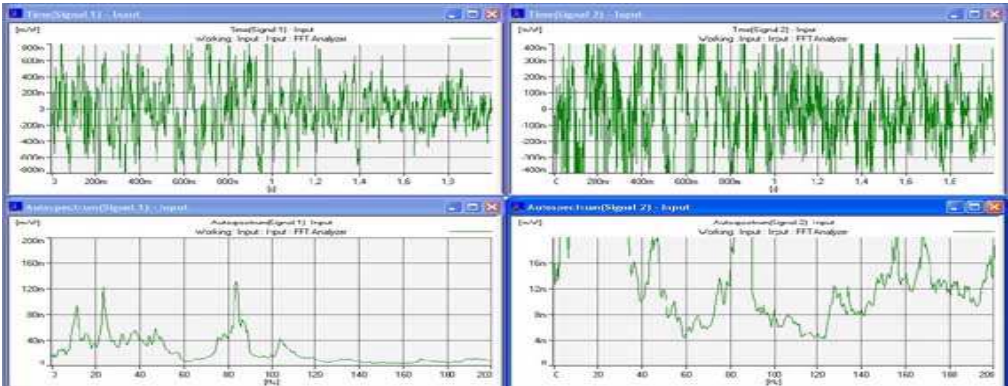 Time(Signal 1) - Input
[m/V] Time(Signal 1) - Input
Working : Input : Input : FFT Analyzer
800m
600m
400m
200m
0
-200m
-400m
-600m
-800m
0 200m 400m 600m 800m 1 1,2 1,4 1,6 1,8
[s]
Time(Signal 2) - Input
[m/V] Time(Signal 2) - Input
Working : Input : Input : FFT Analyzer
400m
300m
200m
100m
0
-100m
-200m
-300m
-400m
200m 400m 600m 800m 1 1,2 1,4 1,6 1,8
[s]
Autospectrum(Signal 1) - Input
[m/V] Autospectrum(Signal 1) - Input
Working : Input : Input : FFT Analyzer
200m
160m
120m
80m
40m
0
0 20 40 60 80 100 120 140 160 180 200
[Hz]
Autospectrum(Signal 2) - Input
[m/V] Autospectrum(Signal 2) - Input
Working : Input : Input : FFT Analyzer
16m
12m
8m
4m
0
20 40 60 80 100 120 140 160 180 200
[Hz]